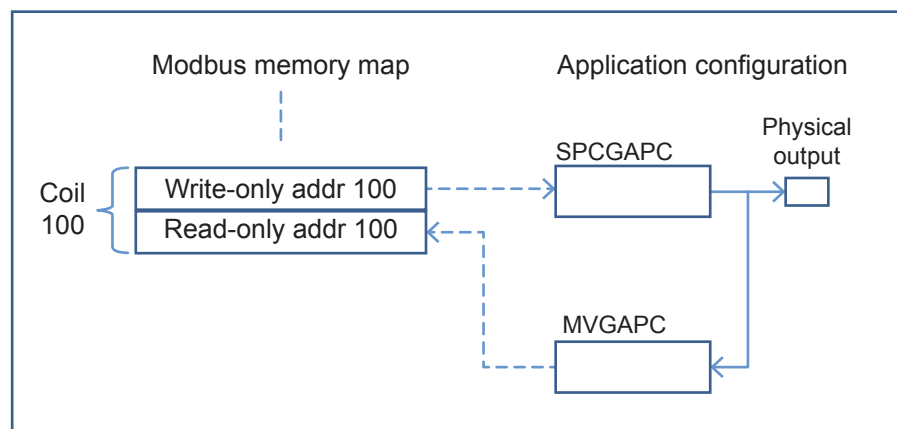 Modbus memory map
Application configuration
Physical
output
SPCGAPC
Coil
100
Write-only addr 100
Read-only addr 100
MVGAPC